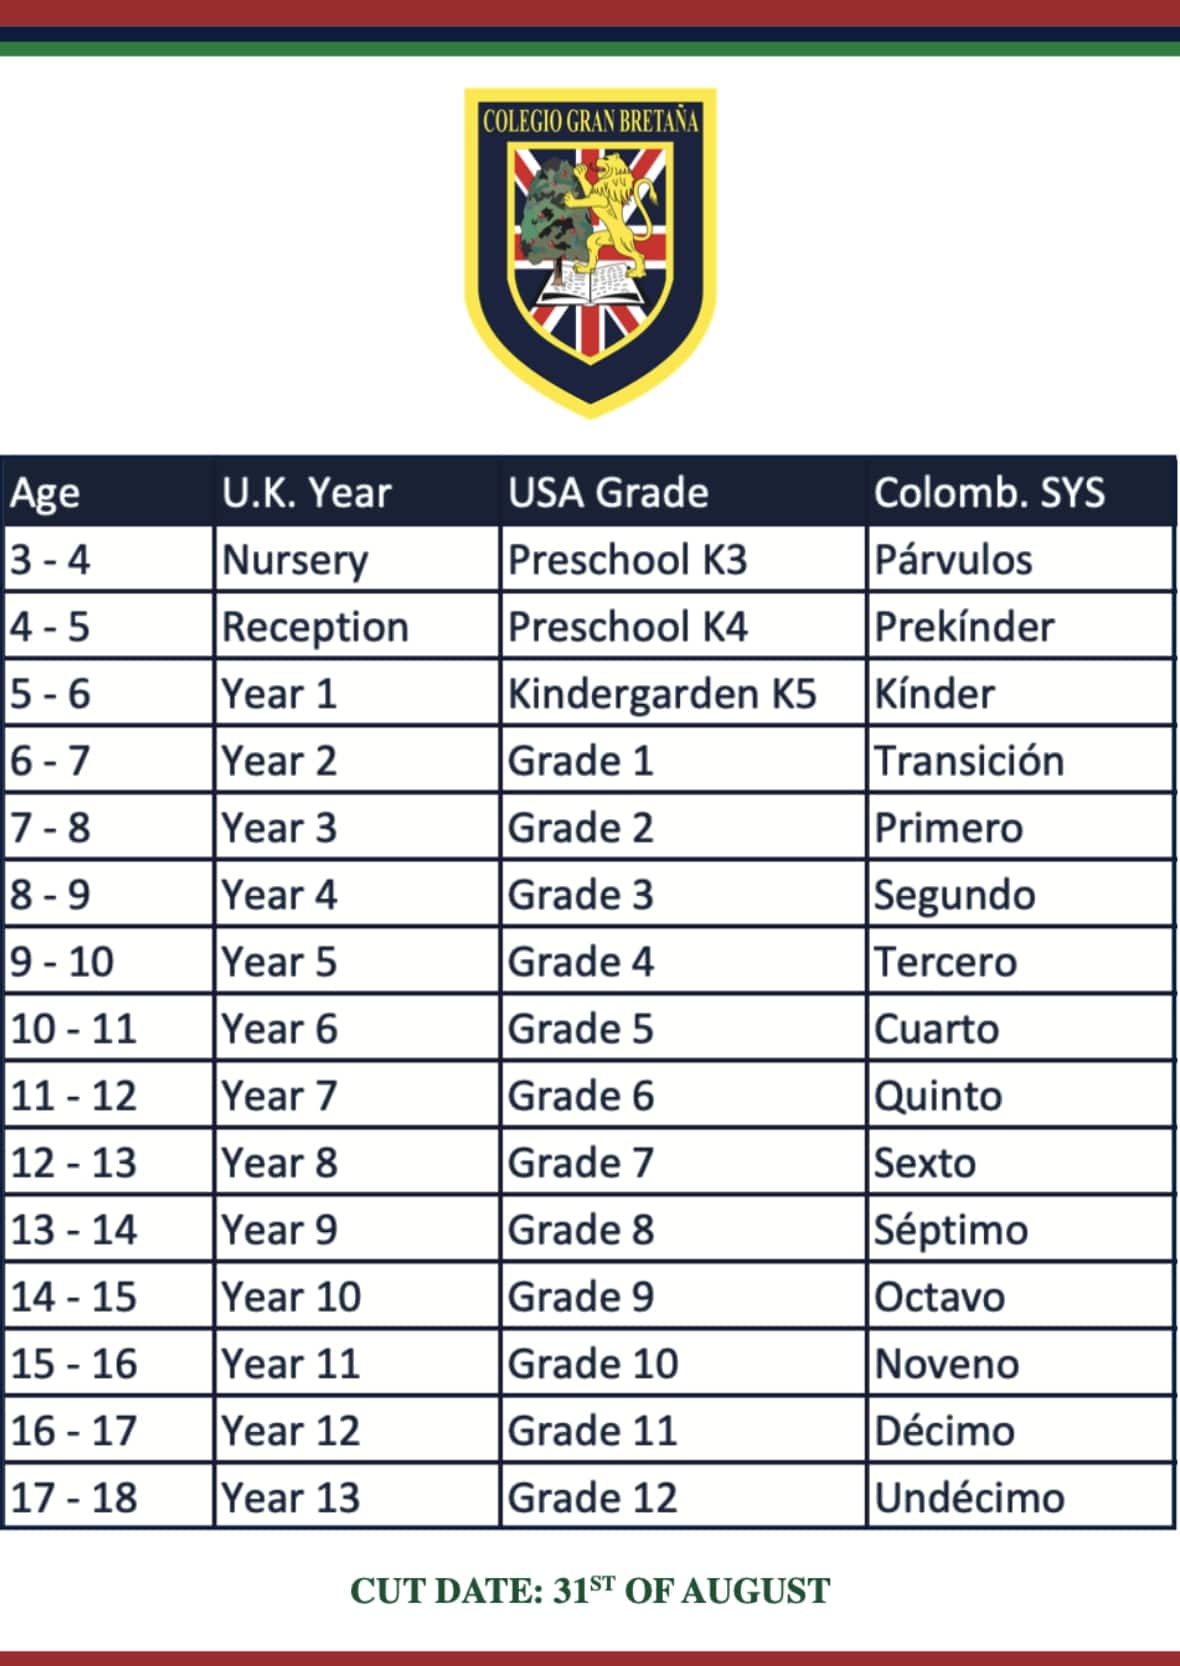 COLEGIO GRAN BRETAÑA
Age U.K. Year USA Grade Colomb. SYS
3 - 4 Nursery Preschool K3 Párvulos
4 - 5 Reception Preschool K4 Prekínder
5 - 6 Year 1 Kindergarden K5 Kínder
6 - 7 Year 2 Grade 1 Transición
7 - 8 Year 3 Grade 2 Primero
8 - 9 Year 4 Grade 3 Segundo
9 - 10 Year 5 Grade 4 Tercero
10 - 11 Year 6 Grade 5 Cuarto
11 - 12 Year 7 Grade 6 Quinto
12 - 13 Year 8 Grade 7 Sexto
13 - 14 Year 9 Grade 8 Séptimo
14 - 15 Year 10 Grade 9 Octavo
15 - 16 Year 11 Grade 10 Noveno
16 - 17 Year 12 Grade 11 Décimo
17 - 18 Year 13 Grade 12 Undécimo
CUT DATE: 31ST OF AUGUST